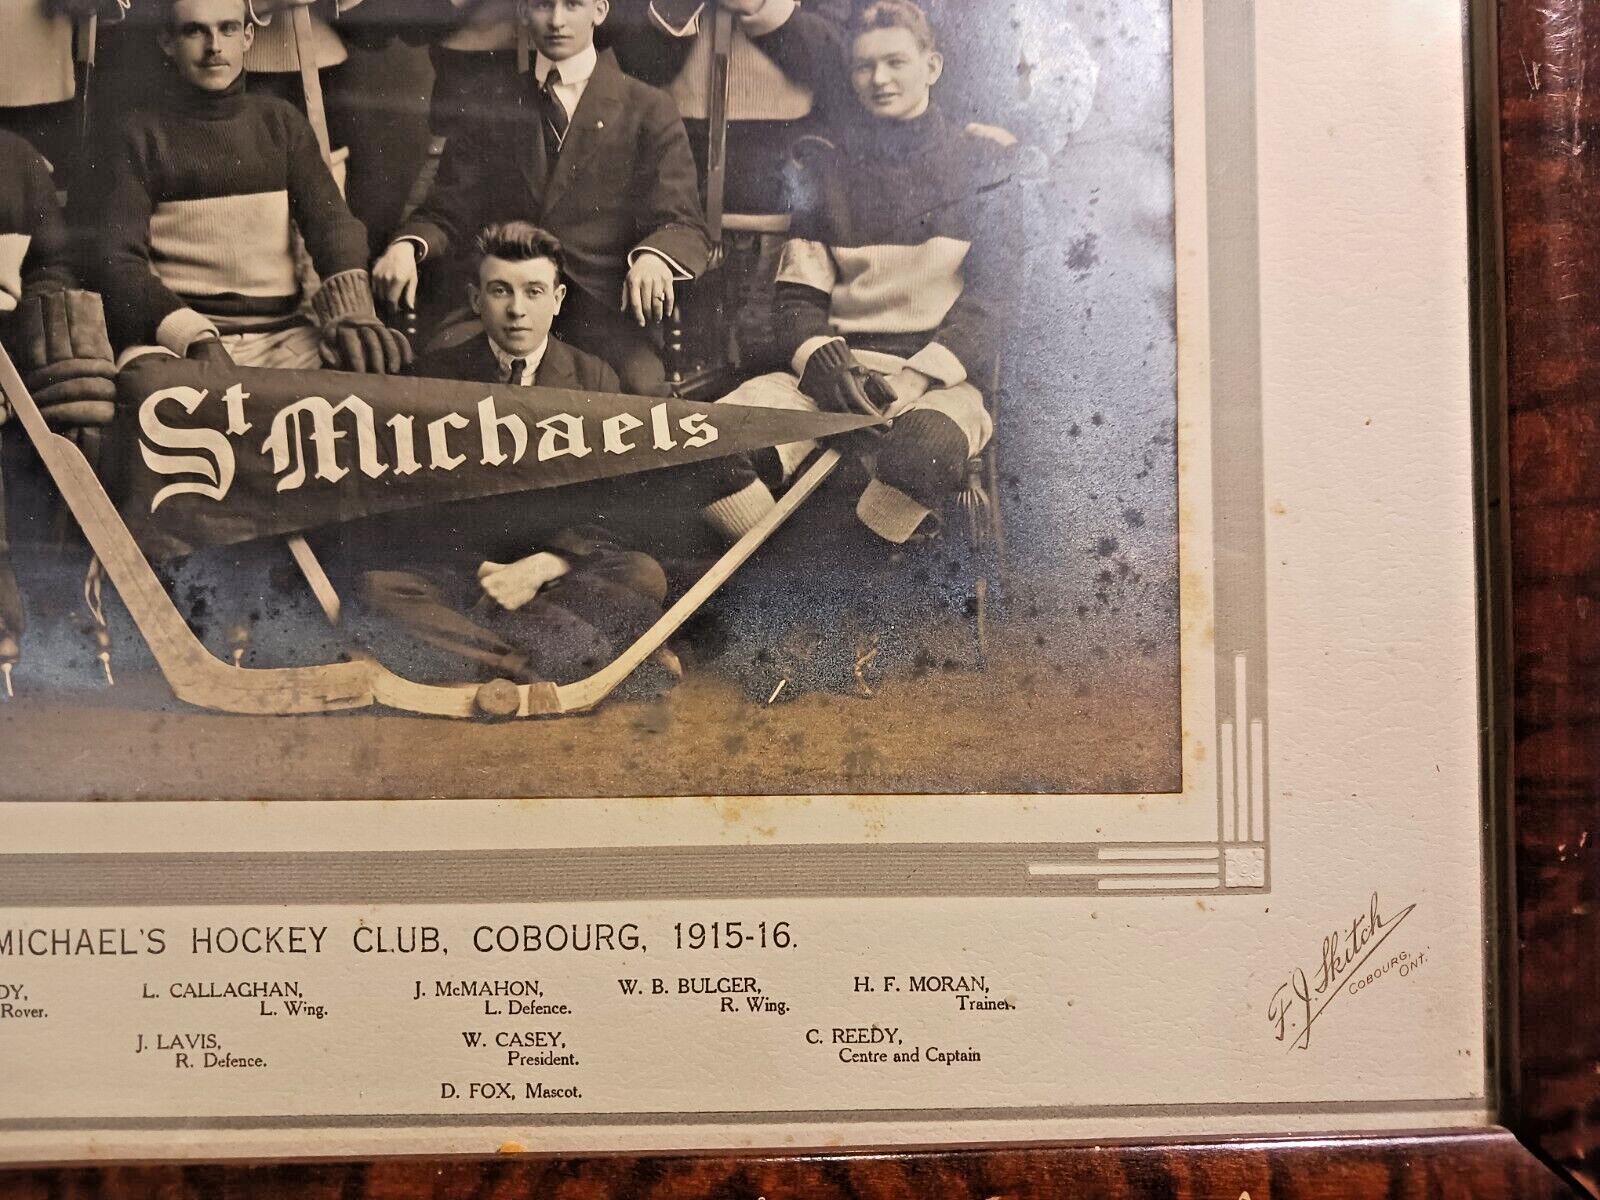 St Michaels
MICHAEL'S HOCKEY CLUB, COBOURG, 1915-16.
L. CALLAGHAN, J. McMAHON, W. B. BULGER, H. F. MORAN,
Rover. L. Wing. L. Defence. R. Wing. Trainer.
J. LAVIS, W. CASEY, C. REEDY,
R. Defence. President. Centre and Captain
D. FOX, Mascot.
F. J. Skitch
COBOURG,
ONT.